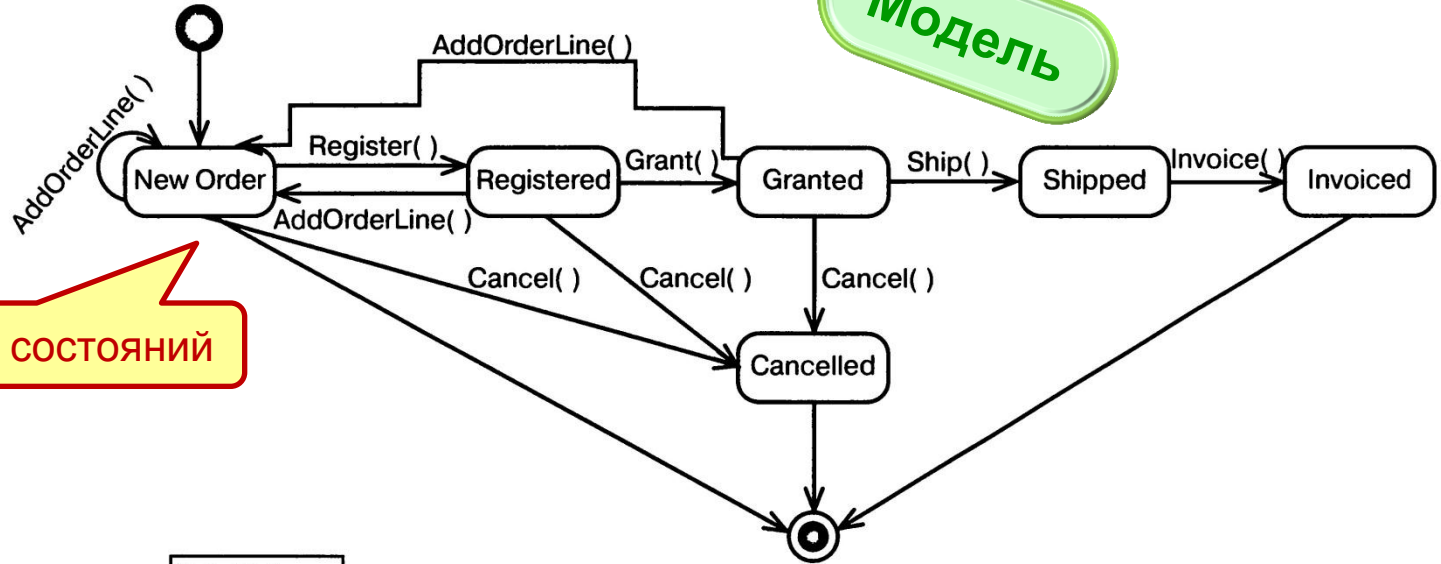 Модель
AddOrderLine( )
AddOrderLine( )
Register( )
Grant( )
Ship( )
Invoice( )
New Order
Registered
Granted
Shipped
Invoiced
AddOrderLine( )
Cancel( )
Cancel( )
Cancel( )
состояний
Cancelled